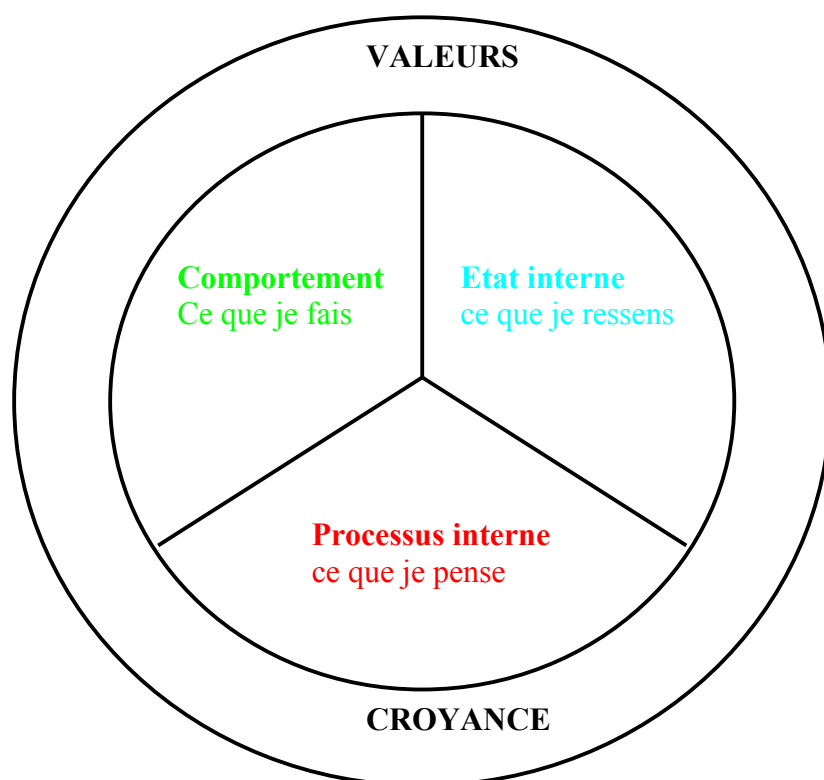 VALEURS
Comportement
Ce que je fais
Etat interne
ce que je ressens
Processus interne
ce que je pense
CROYANCE